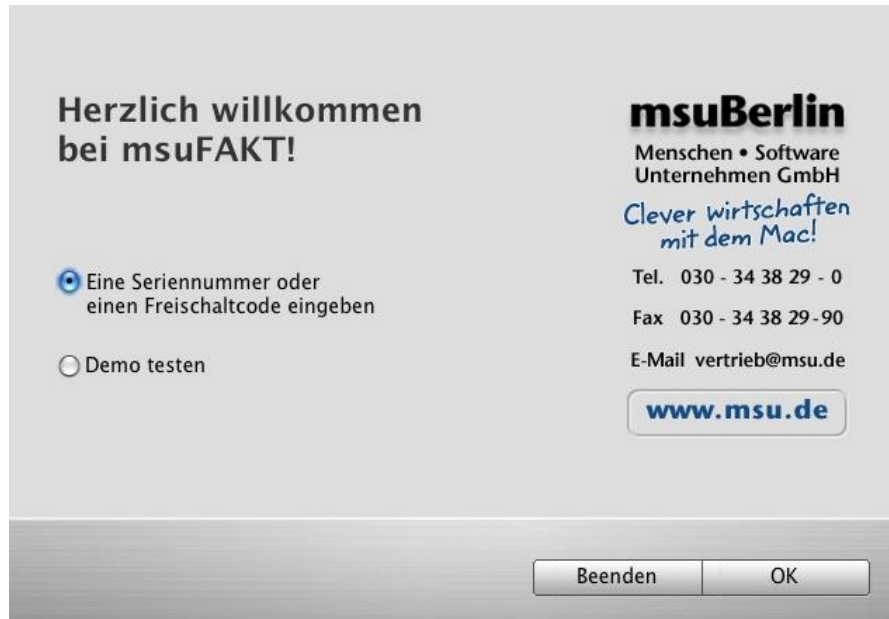 Herzlich willkommen
bei msuFAKT!
Eine Seriennummer oder
einen Freischaltcode eingeben
Demo testen
msuBerlin
Menschen • Software
Unternehmen GmbH
Clever wirtschaften
mit dem Mac!
Tel. 030 - 34 38 29 - 0
Fax 030 - 34 38 29-90
E-Mail vertrieb@msu.de
www.msu.de
Beenden OK